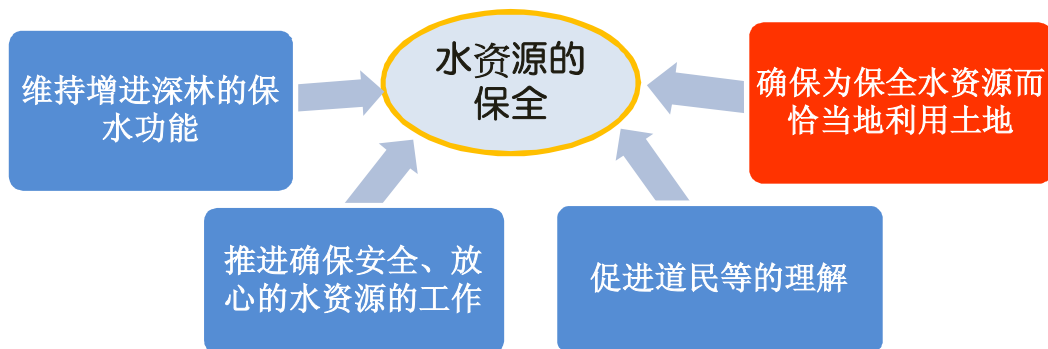 水资源的
保全
维持增进深林的保
水功能
确保为保全水资源而
恰当地利用土地
推进确保安全、放
心的水资源的工作
促进道民等的理解